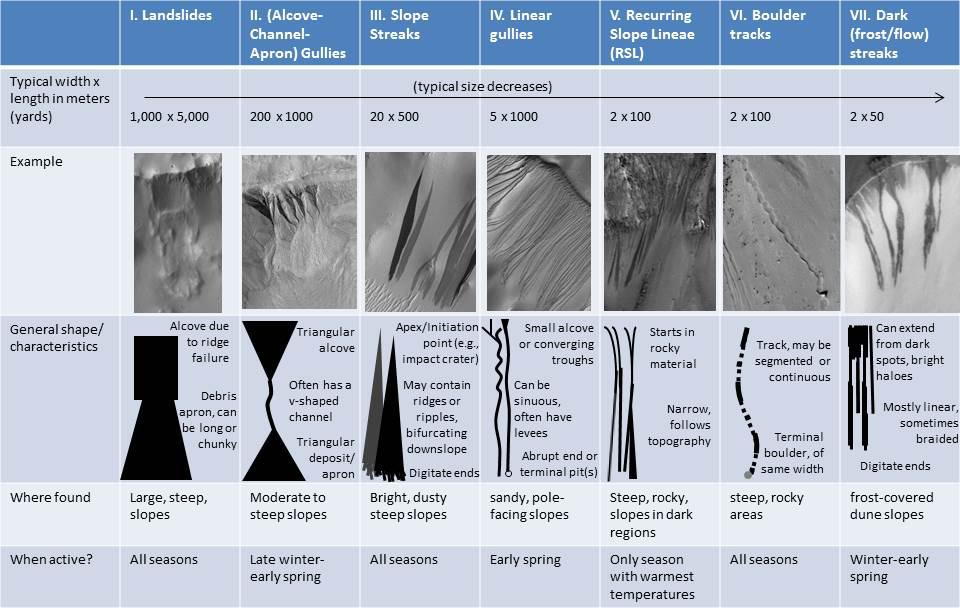 I. Landslides
II. (Alcove-
Channel-
Apron) Gullies
III. Slope
Streaks
IV. Linear
gullies
V. Recurring
Slope Lineae
(RSL)
VI. Boulder
tracks
VII. Dark
(frost/flow)
streaks
Typical width x
length in meters
(yards)
(typical size decreases)
1,000 x 5,000
200 x 1000
20 x 500
5 x 1000
2 x 100
2 x 100
2 x 50
Example
General shape/
characteristics
Alcove due
to ridge
failure
Debris
apron, can
be long or
chunky
Triangular
alcove
Often has a
v-shaped
channel
Triangular
deposit/
apron
Apex/Initiation
point (e.g.,
impact crater)
May contain
ridges or
ripples,
bifurcating
downslope
Digitate ends
Small alcove
or converging
troughs
Can be
sinuous,
often have
levees
Abrupt end or
terminal pit(s)
Starts in
rocky
material
Narrow,
follows
topography
Track, may be
segmented or
continuous
Terminal
boulder, of
same width
Can extend
from dark
spots, bright
haloes
Mostly linear,
sometimes
braided
Digitate ends
Where found
Large, steep,
slopes
Moderate to
steep slopes
Bright, dusty
steep slopes
sandy, pole-
facing slopes
Steep, rocky,
slopes in dark
regions
steep, rocky
areas
frost-covered
dune slopes
When active?
All seasons
Late winter-
early spring
All seasons
Early spring
Only season
with warmest
temperatures
All seasons
Winter-early
spring